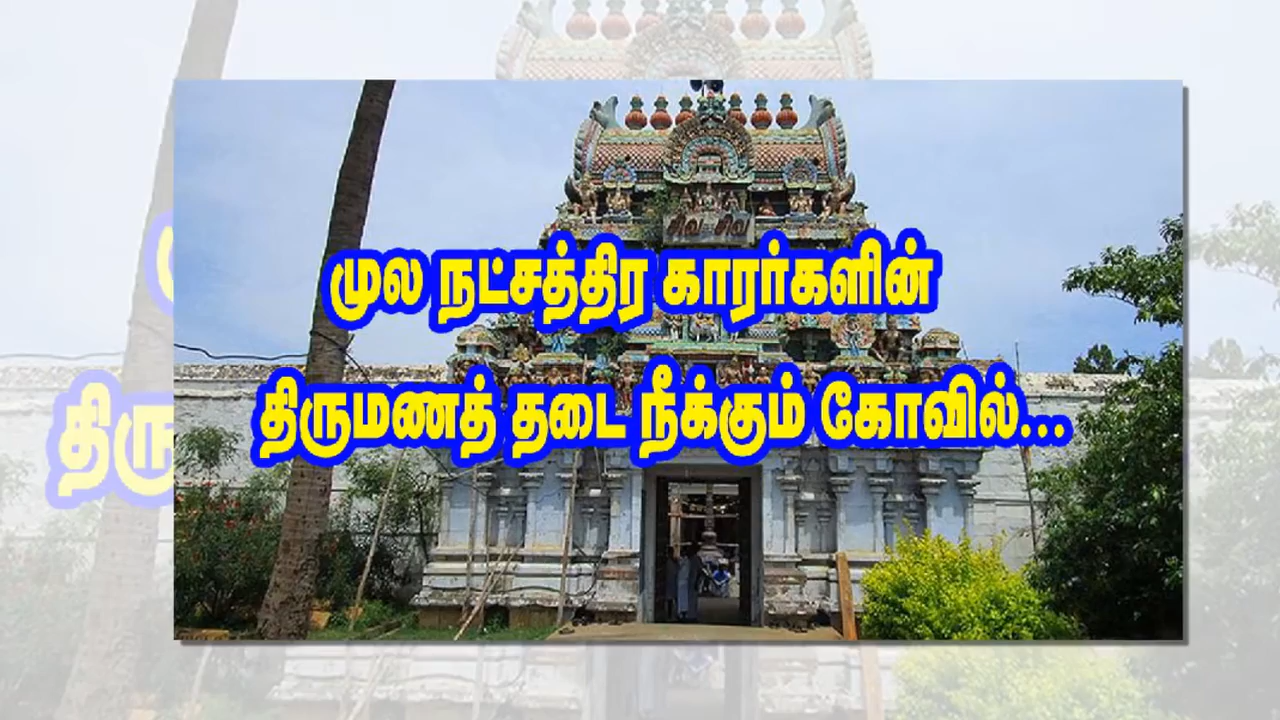 சிவ சிவ
முல நட்சத்திர காரர்களின்
திருமணத் தடை நீக்கும் கோவில்...